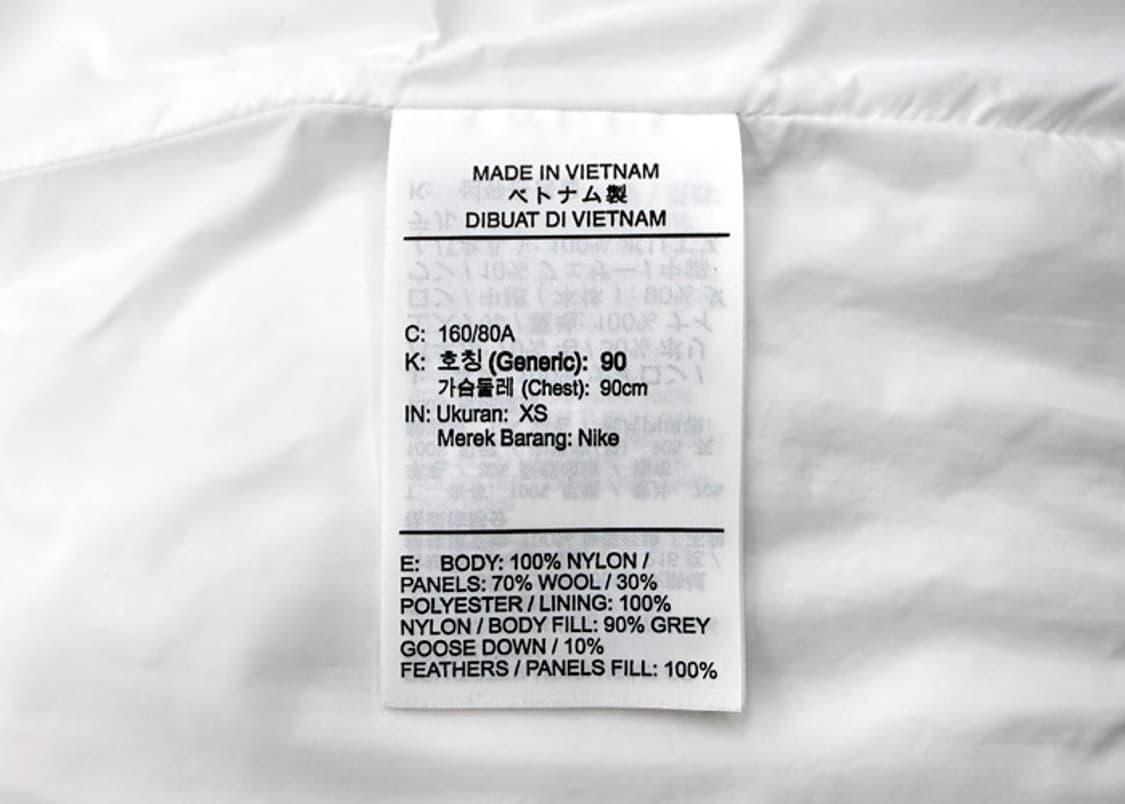 MADE IN VIETNAM
ベトナム製
DIBUAT DI VIETNAM
C: 160/80A
K: 호칭 (Generic): 90
가슴둘레 (Chest): 90cm
IN: Ukuran: XS
Merek Barang: Nike
E: BODY: 100% NYLON /
PANELS: 70% WOOL / 30%
POLYESTER / LINING: 100%
NYLON / BODY FILL: 90% GREY
GOOSE DOWN / 10%
FEATHERS / PANELS FILL: 100%